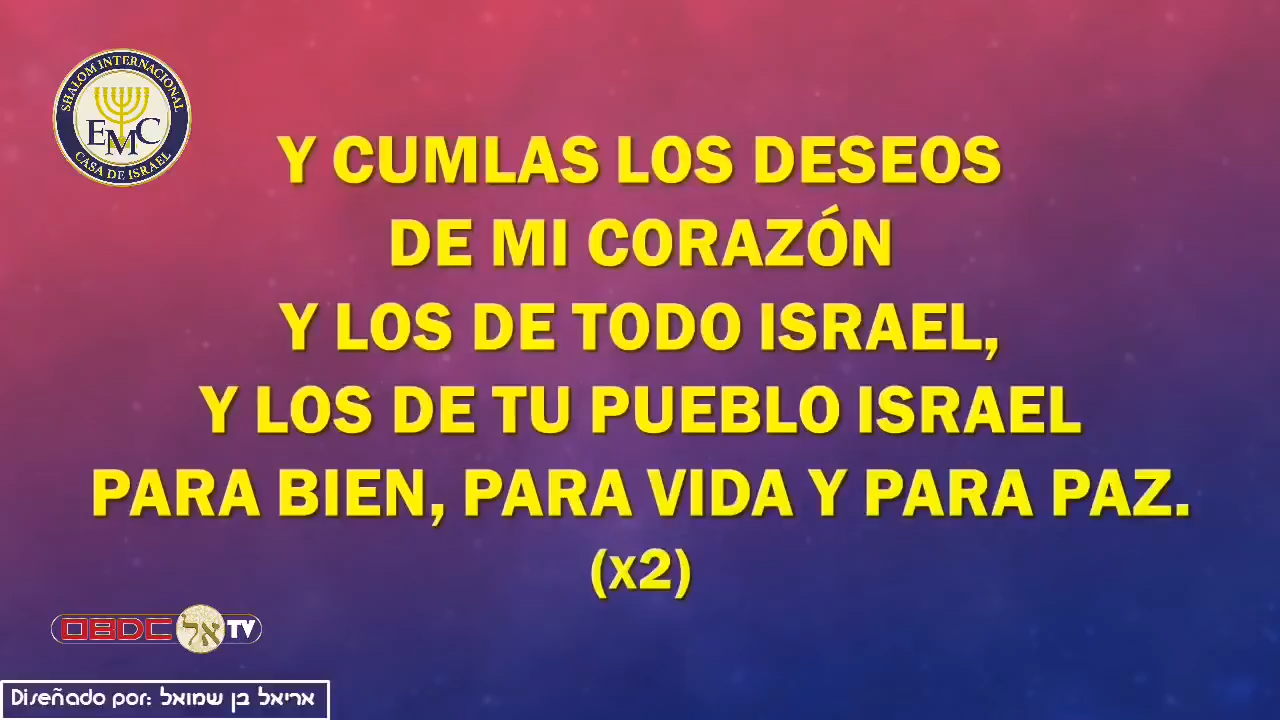 SHALOM INTERNACIONAL
EMC
CASA DE ISRAEL
Y CUMLAS LOS DESEOS
DE MI CORAZÓN
Y LOS DE TODO ISRAEL,
Y LOS DE TU PUEBLO ISRAEL
PARA BIEN, PARA VIDA Y PARA PAZ.
(X2)
OBDC אל TV
Diseñado por: אריאל בן שמואל